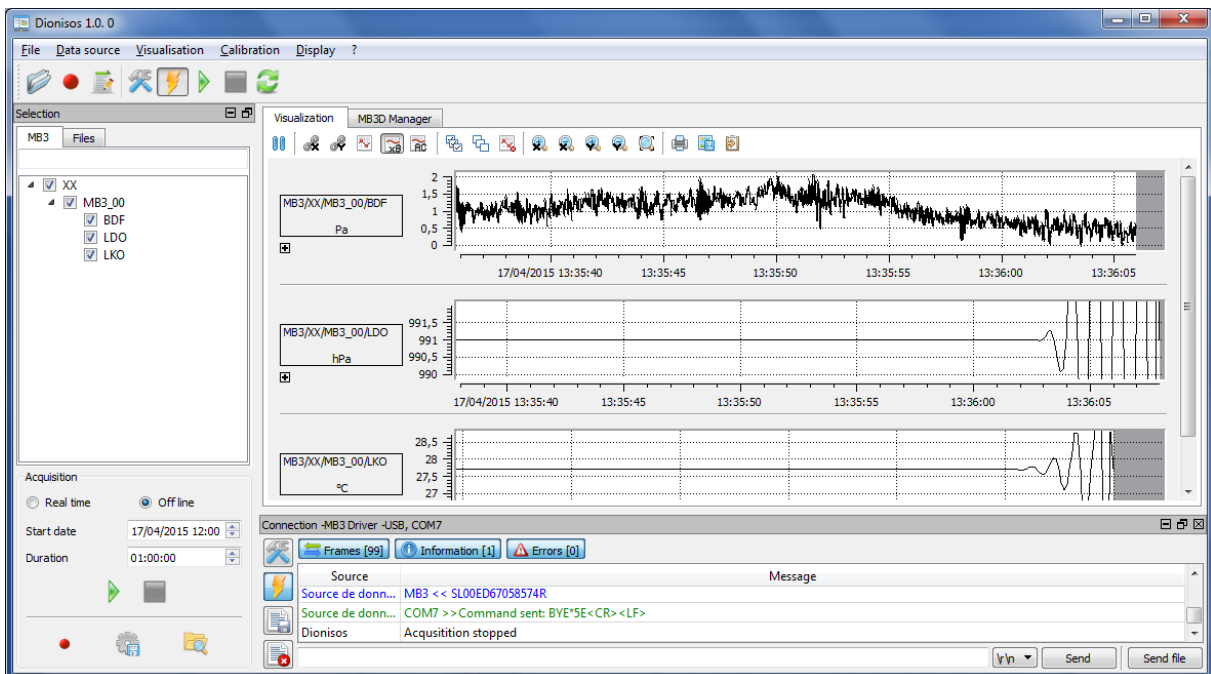 Dionisos 1.0. 0
File Data source Visualisation Calibration Display ?
Selection
MB3 Files
XX
MB3_00
BDF
LDO
LKO
Acquisition
Real time Off line
Start date 17/04/2015 12:00
Duration 01:00:00
Visualization MB3D Manager
xB AC
MB3/XX/MB3_00/BDF
Pa
2
1,5
1
0,5
0
17/04/2015 13:35:40 13:35:45 13:35:50 13:35:55 13:36:00 13:36:05
MB3/XX/MB3_00/LDO
hPa
991,5
991
990,5
990
17/04/2015 13:35:40 13:35:45 13:35:50 13:35:55 13:36:00 13:36:05
MB3/XX/MB3_00/LKO
°C
28,5
28
27,5
27
Connection -MB3 Driver -USB, COM7
Frames [99] Information [1] Errors [0]
Source Message
Source de donn... MB3 << SL00ED67058574R
Source de donn... COM7 >>Command sent: BYE*5E<CR><LF>
Dionisos Acqusitition stopped
\r\n Send Send file